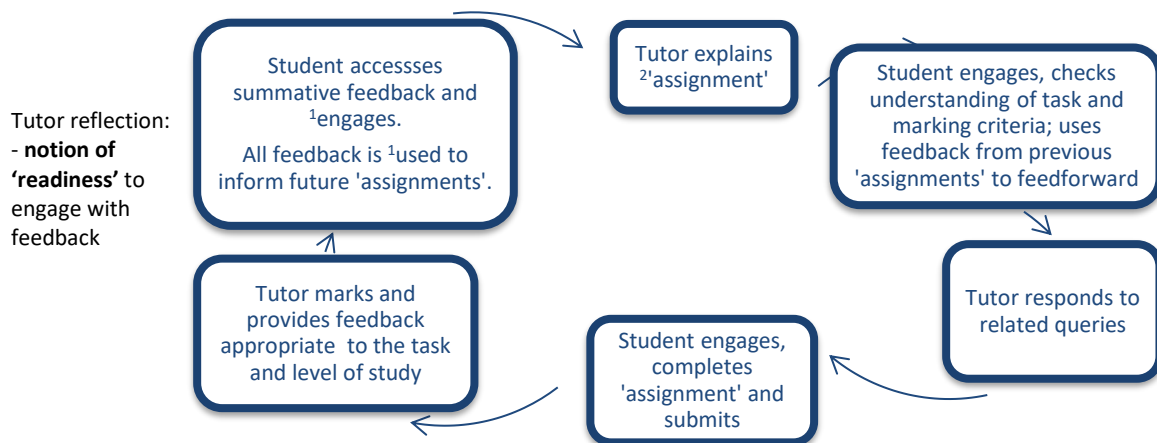 Tutor reflection:
- notion of
‘readiness’ to
engage with
feedback
Student accessses
summative feedback and
¹engages.
All feedback is ¹used to
inform future 'assignments'.
Tutor explains
²'assignment'
Student engages, checks
understanding of task and
marking criteria; uses
feedback from previous
'assignments' to feedforward
Tutor responds to
related queries
Student engages,
completes
'assignment' and
submits
Tutor marks and
provides feedback
appropriate to the task
and level of study